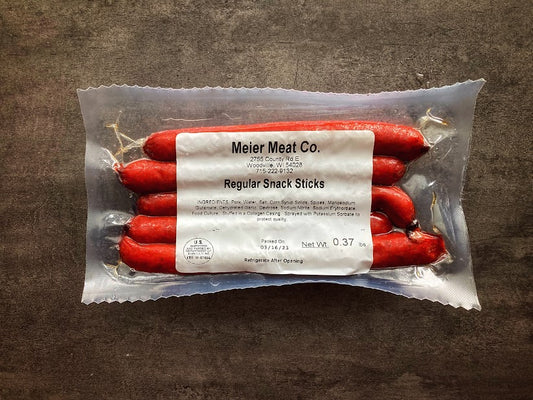 Meier Meat Co.
2755 County Rd E
Woodville, WI 54028
715-222-9132
Regular Snack Sticks
INGREDIENTS: Pork, Water, Salt, Corn Syrup Solids, Spices, Monosodium
Glutamate, Dehydrated Garlic, Dextrose, Sodium Nitrite, Sodium Erythorbate,
Food Culture. Stuffed in a Collagen Casing. Sprayed with Potassium Sorbate to
protect quality.
U.S.
Packed On
Net Wt. 0.37 lbs
03/16/23
Refrigerate After Opening